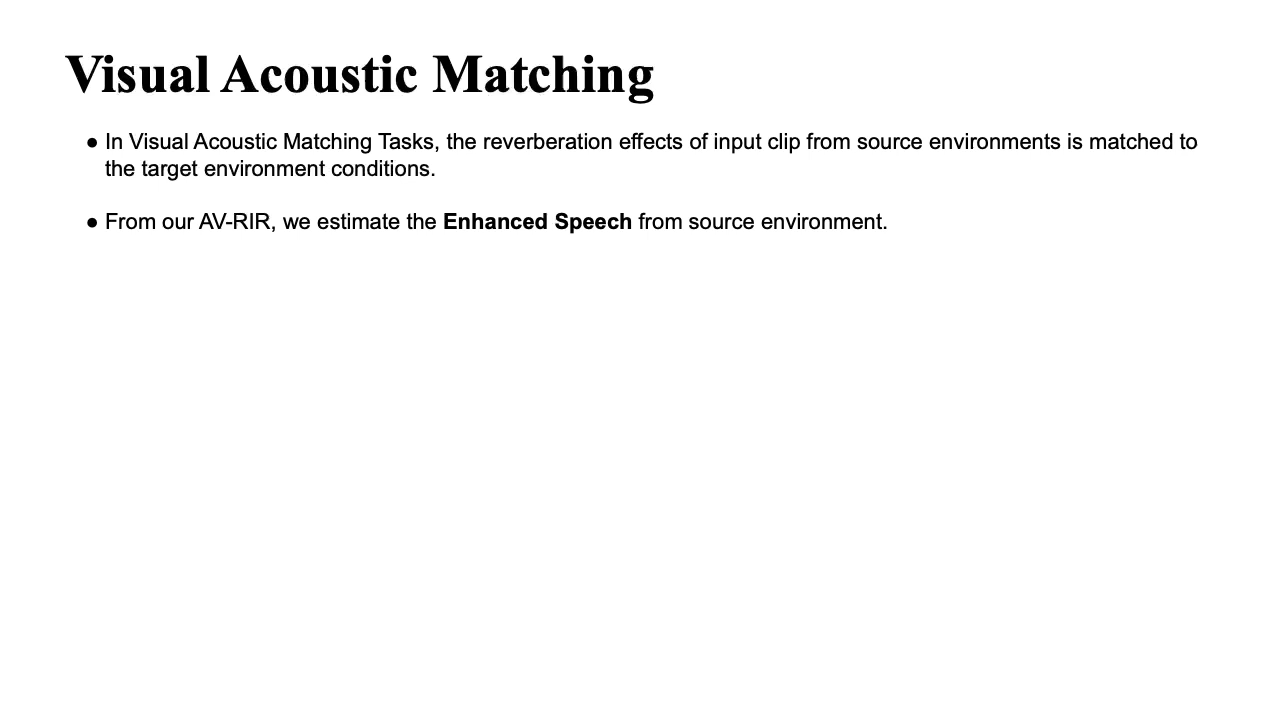 Visual Acoustic Matching
● In Visual Acoustic Matching Tasks, the reverberation effects of input clip from source environments is matched to
the target environment conditions.
● From our AV-RIR, we estimate the Enhanced Speech from source environment.